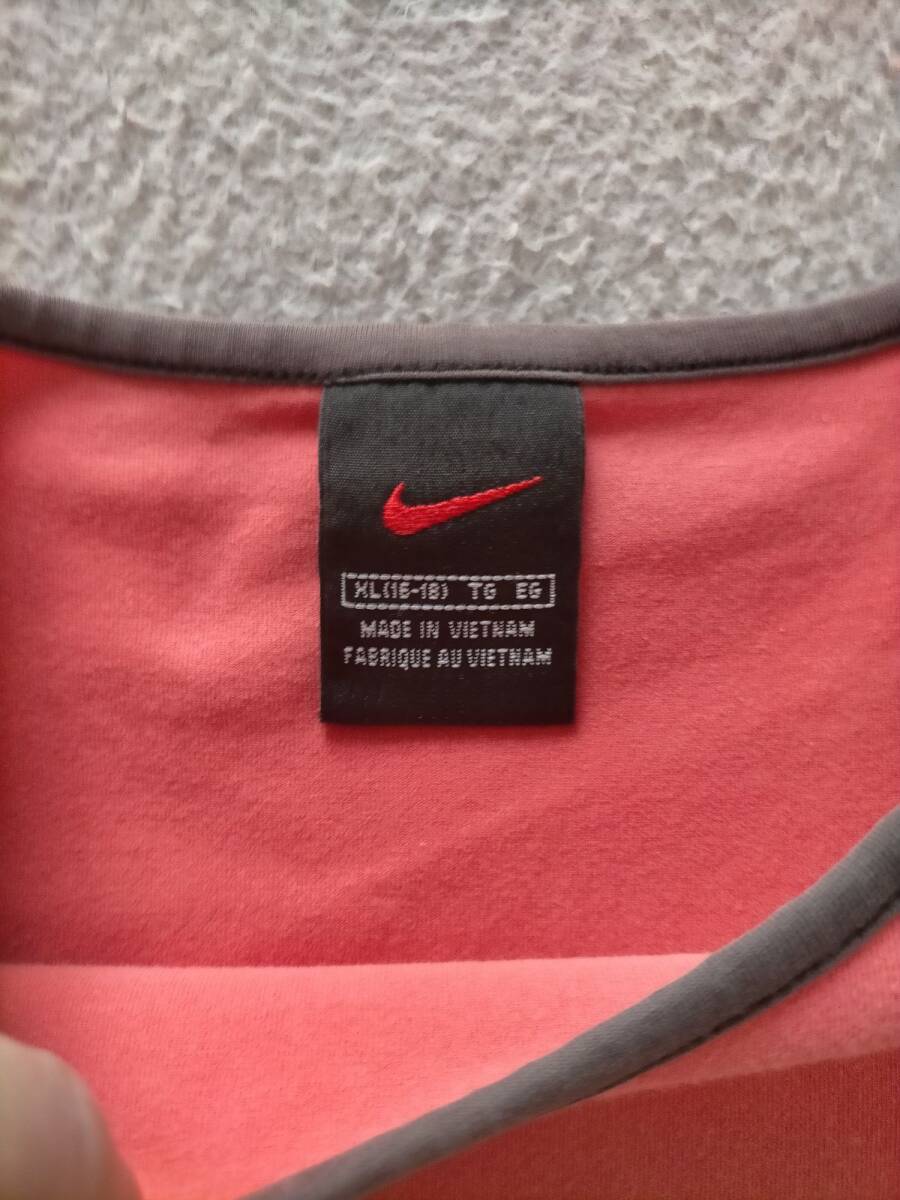 XL(16-18) TG EG
MADE IN VIETNAM
FABRIQUE AU VIETNAM